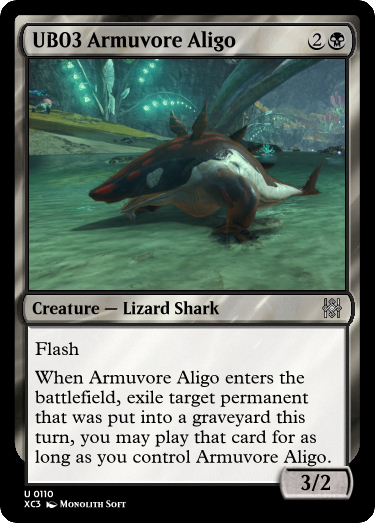 UB03 Armuvore Aligo 2
Creature — Lizard Shark
Flash
When Armuvore Aligo enters the
battlefield, exile target permanent
that was put into a graveyard this
turn, you may play that card for as
long as you control Armuvore Aligo.
3/2
U 0110
XC3 Monolith Soft